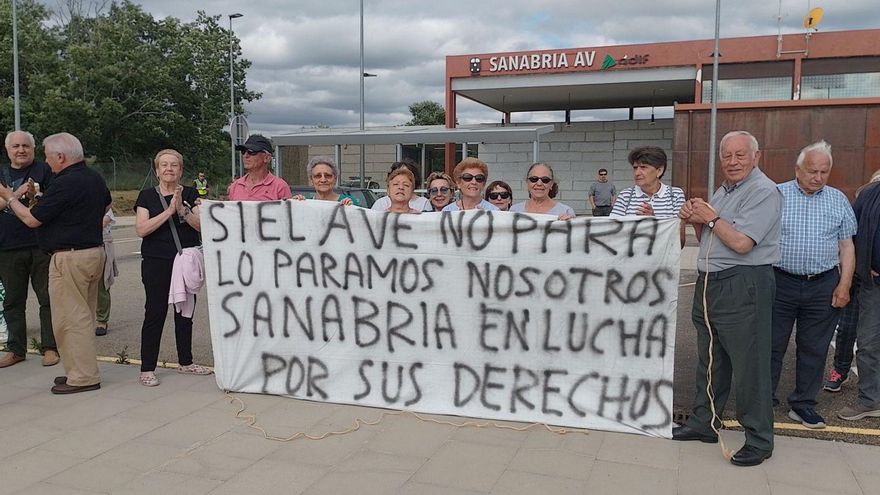 SANABRIA AV adif
SI EL AVE NO PARA
LO PARAMOS NOSOTROS
SANABRIA EN LUCHA
POR SUS DERECHOS